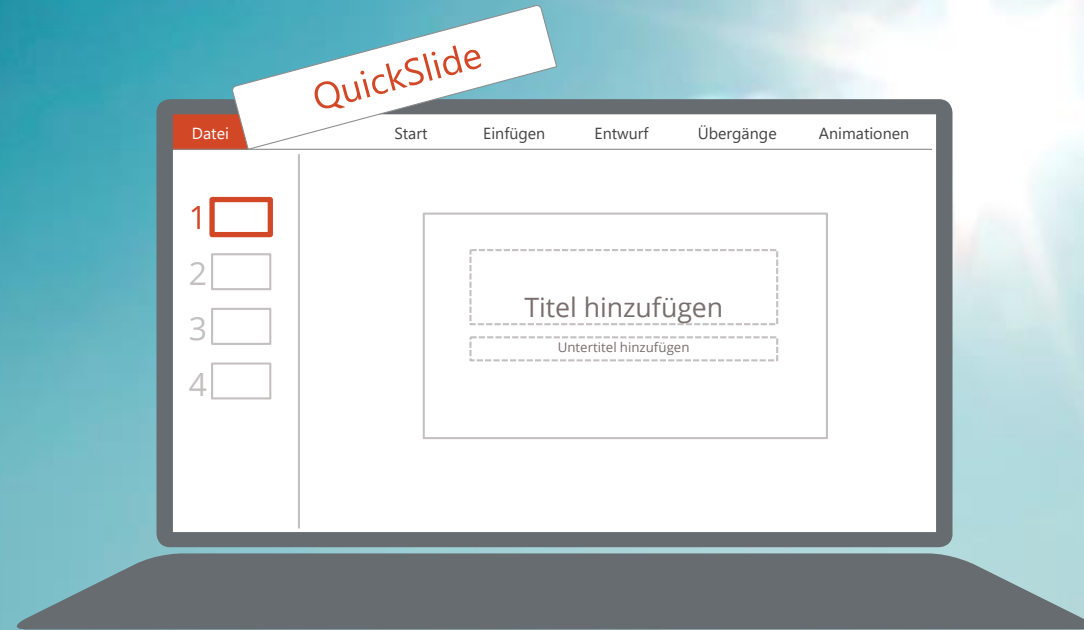 QuickSlide
Datei Start Einfügen Entwurf Übergänge Animationen
1
2
3
4
Titel hinzufügen
Untertitel hinzufügen